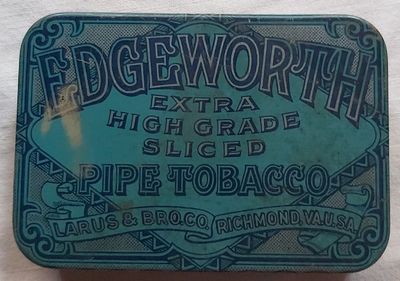 EDGEWORTH
EXTRA
HIGH GRADE
SLICED
PIPE TOBACCO
LARUS & BRO.CO. RICHMOND,VA.U.S.A.